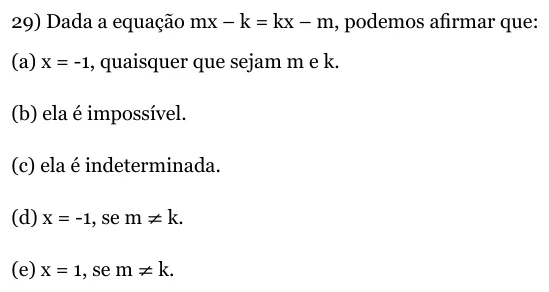 29) Dada a equação mx – k = kx – m, podemos afirmar que:
(a) x = -1, quaisquer que sejam m e k.
(b) ela é impossível.
(c) ela é indeterminada.
(d) x = -1, se m ≠ k.
(e) x = 1, se m ≠ k.